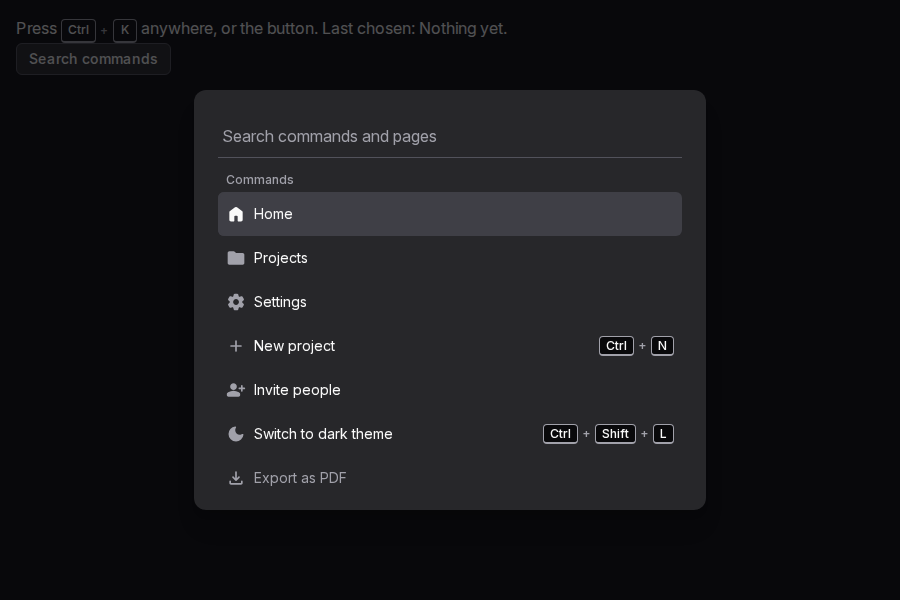 Press Ctrl + K anywhere, or the button. Last chosen: Nothing yet.
Search commands
Search commands and pages
Commands
Home
Projects
Settings
New project Ctrl + N
Invite people
Switch to dark theme Ctrl + Shift + L
Export as PDF